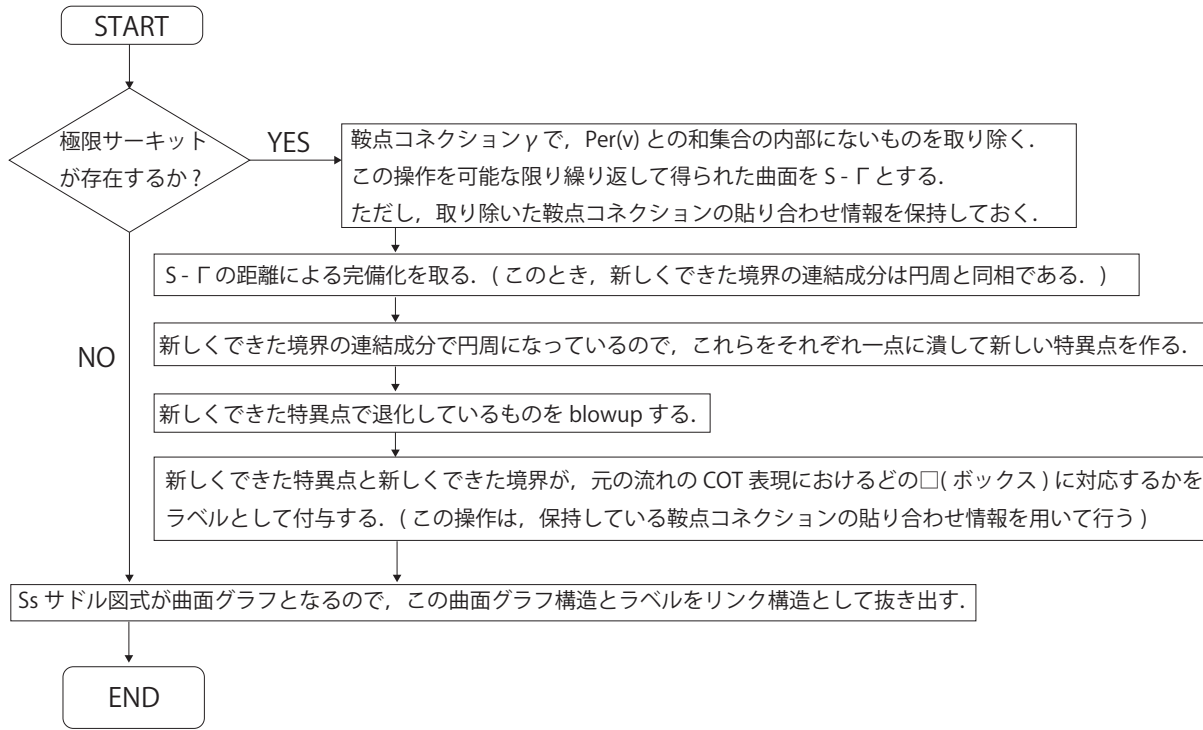 START
極限サーキット
が存在するか？
YES
鞍点コネクションγで，Per(v) との和集合の内部にないものを取り除く．
この操作を可能な限り繰り返して得られた曲面を S - Γ とする．
ただし，取り除いた鞍点コネクションの貼り合わせ情報を保持しておく．
S - Γ の距離による完備化を取る．( このとき，新しくできた境界の連結成分は円周と同相である．)
NO
新しくできた境界の連結成分で円周になっているので，これらをそれぞれ一点に潰して新しい特異点を作る．
新しくできた特異点で退化しているものを blowup する．
新しくできた特異点と新しくできた境界が，元の流れの COT 表現におけるどの□( ボックス ) に対応するかを
ラベルとして付与する．( この操作は，保持している鞍点コネクションの貼り合わせ情報を用いて行う )
Ss サドル図式が曲面グラフとなるので，この曲面グラフ構造とラベルをリンク構造として抜き出す．
END